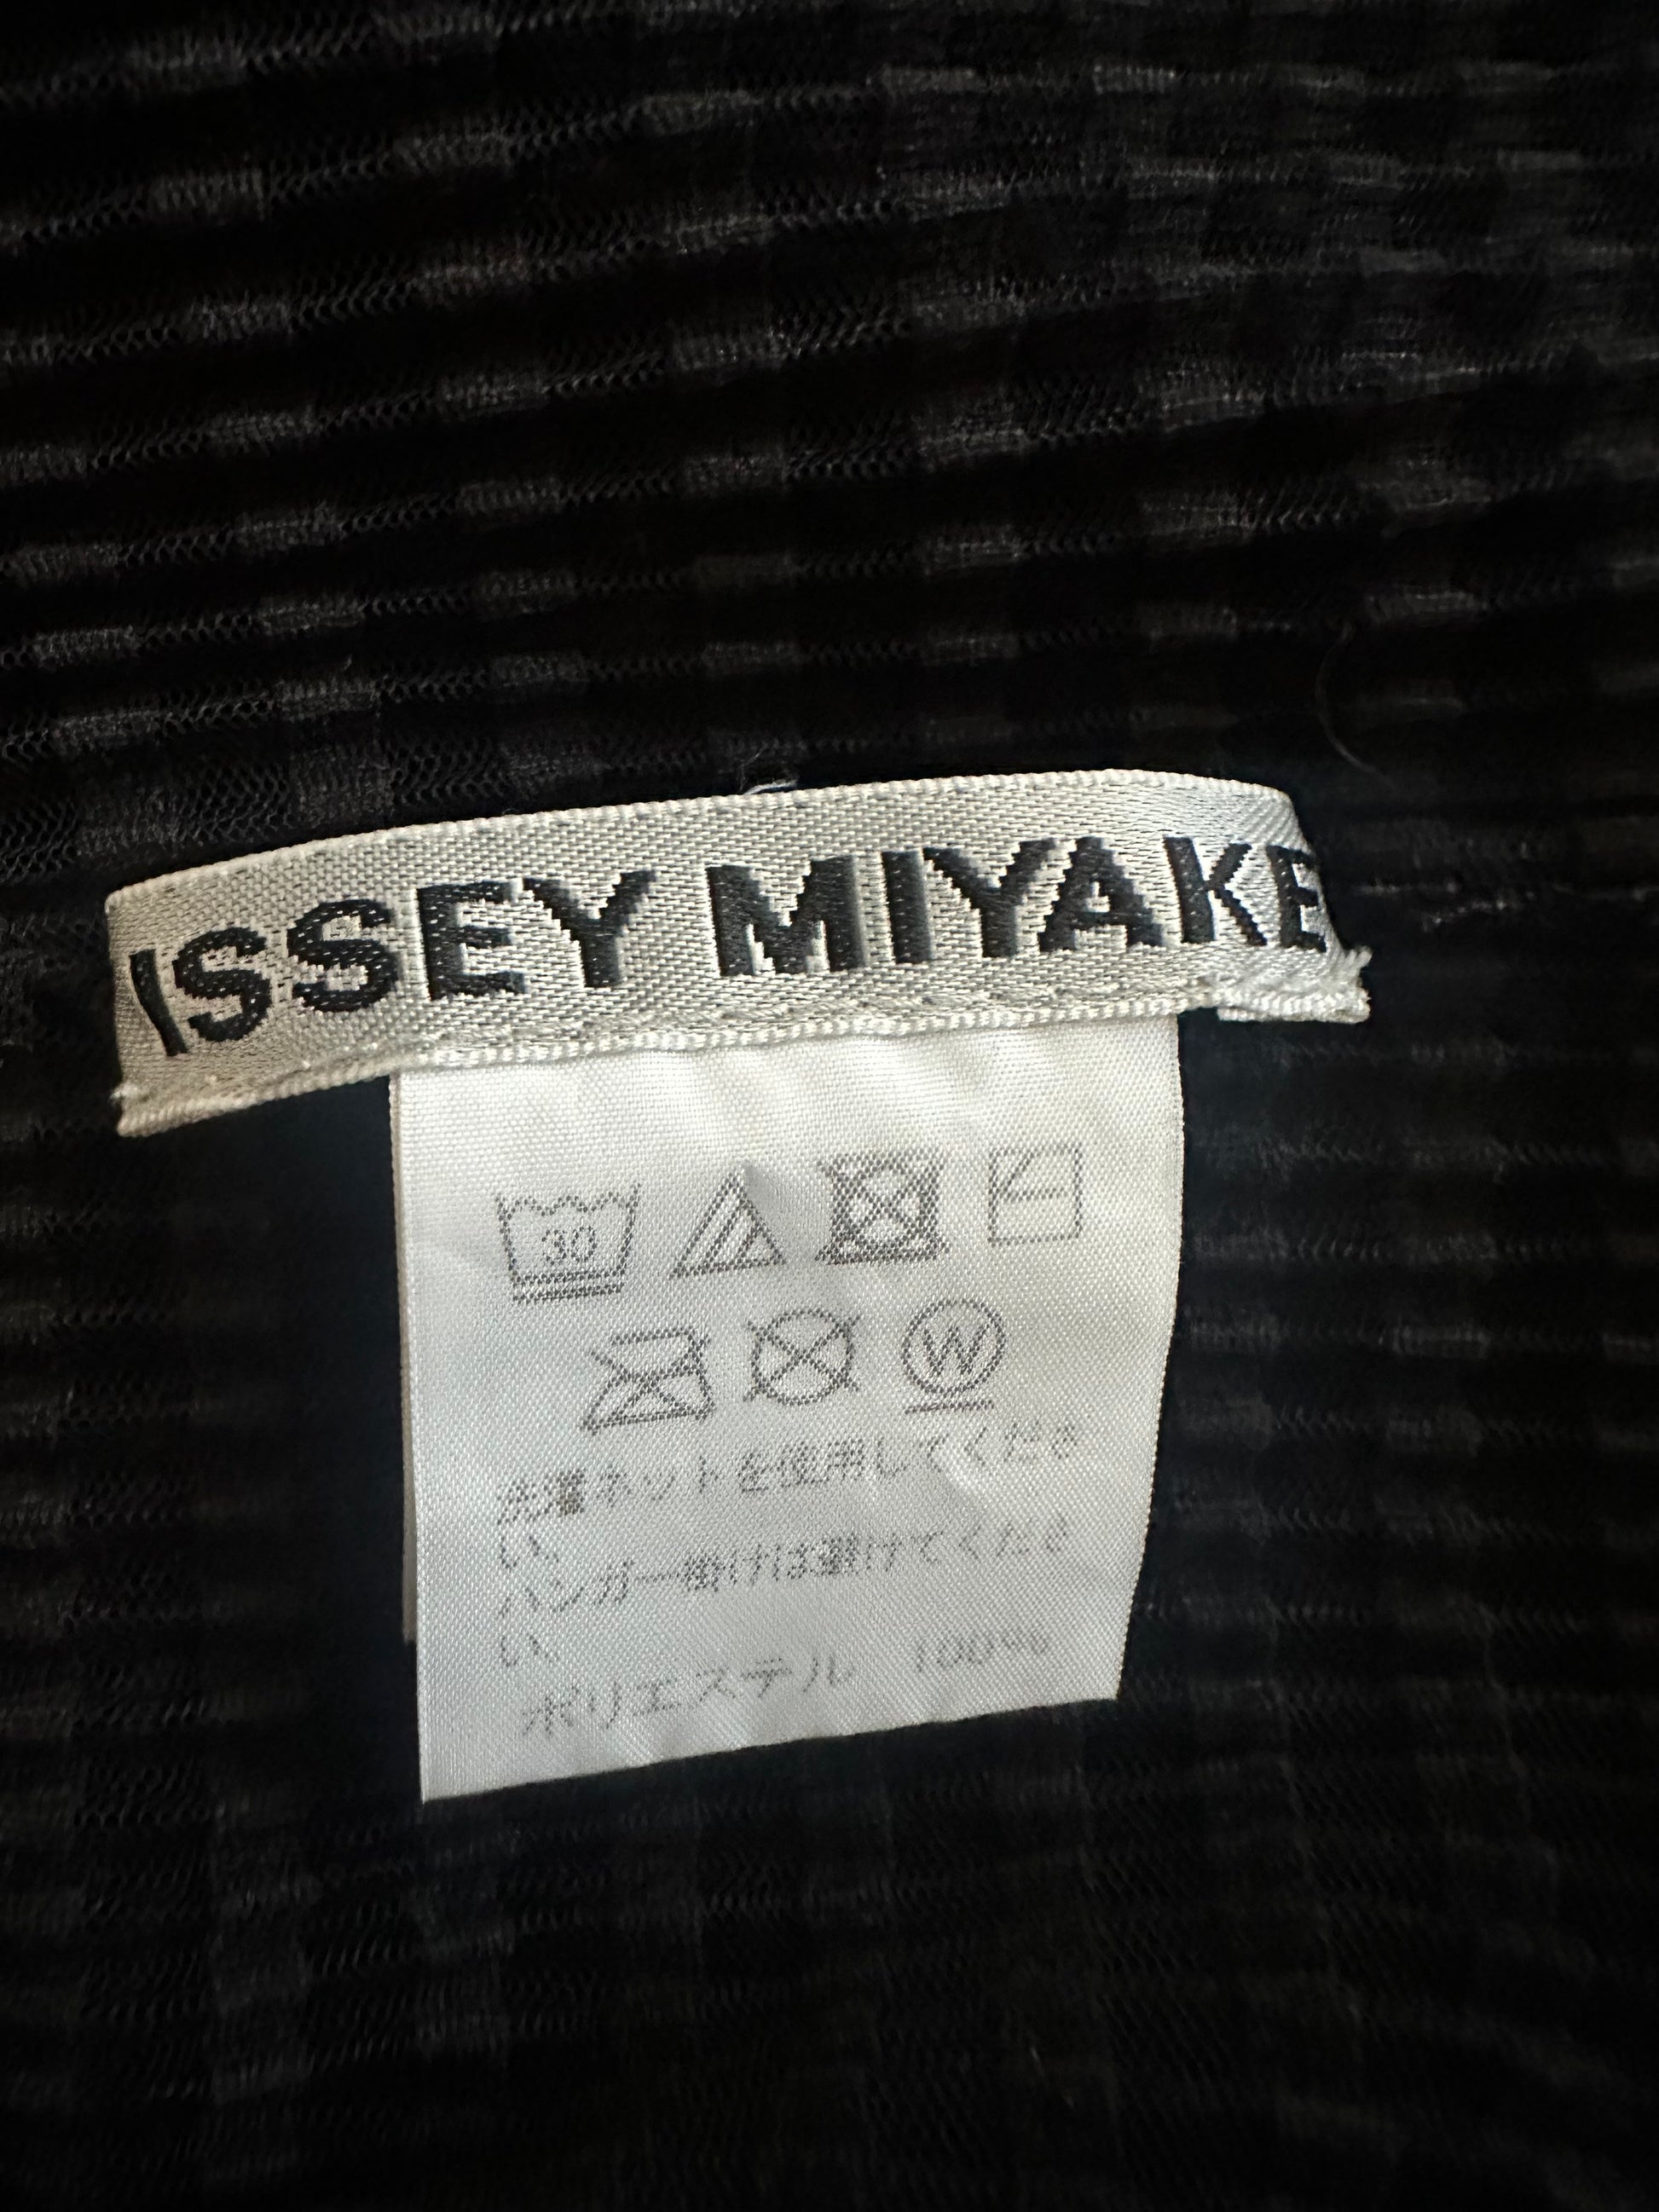 ISSEY MIYAKE
30
W
洗濯ネットを使用してくださ
い
ハンガー掛けは避けてくださ
い
ポリエステル 100%